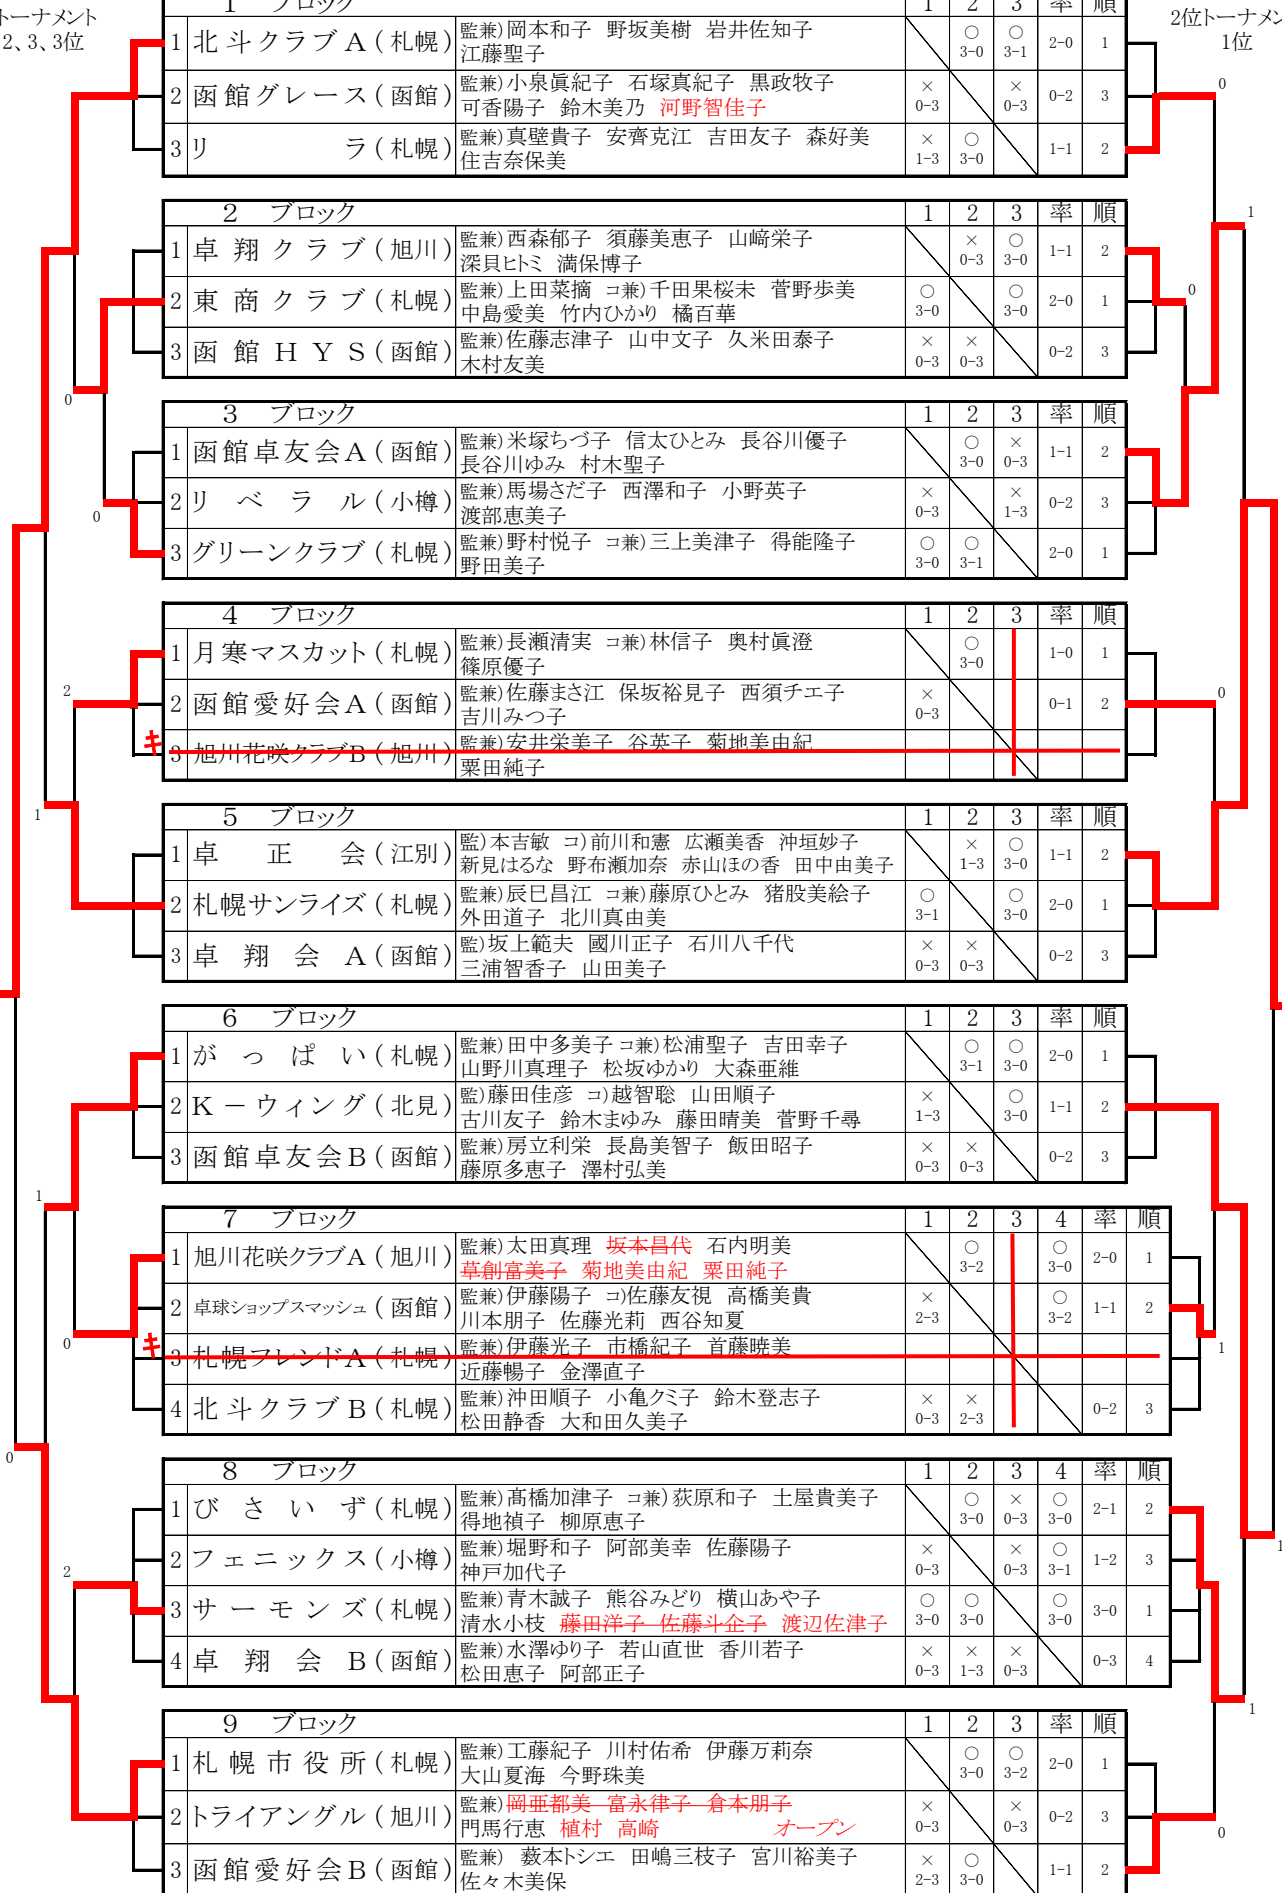 トーナメント
2、3、3位
2位トーナメン
1位
1 ブロック 1 2 3 率 順
1 北斗クラブA(札幌) 監兼)岡本和子 野坂美樹 岩井佐知子 ○ ○ 2-0 1
江藤聖子 3-0 3-1
2 函館グレース(函館) 監兼)小泉眞紀子 石塚真紀子 黒政牧子 × × 0-2 3
可香陽子 鈴木美乃 河野智佳子 0-3 0-3
3 リラ(札幌) 監兼)真壁貴子 安齊克江 吉田友子 森好美 × ○ 1-1 2
住吉奈保美 1-3 3-0
0
2 ブロック 1 2 3 率 順
1
1 卓翔クラブ(旭川) 監兼)西森郁子 須藤美恵子 山﨑栄子 × ○ 1-1 2
深貝ヒトミ 満保博子 0-3 3-0
2 東商クラブ(札幌) 監兼)上田菜摘 コ兼)千田果桜未 菅野歩美 ○ ○ 2-0 1
中島愛美 竹内ひかり 橘百華 3-0 3-0
0
3 函館HYS(函館) 監兼)佐藤志津子 山中文子 久米田泰子 × × 0-2 3
木村友美 0-3 0-3
0
3 ブロック 1 2 3 率 順
1 函館卓友会A(函館) 監兼)米塚ちづ子 信太ひとみ 長谷川優子 ○ × 1-1 2
長谷川ゆみ 村木聖子 3-0 0-3
2 リベラル(小樽) 監兼)馬場さだ子 西澤和子 小野英子 × × 0-2 3
渡部恵美子 0-3 1-3
0
3 グリーンクラブ(札幌) 監兼)野村悦子 コ兼)三上美津子 得能隆子 ○ ○ 2-0 1
野田美子 3-0 3-1
4 ブロック 1 2 3 率 順
1 月寒マスカット(札幌) 監兼)長瀬清実 コ兼)林信子 奥村眞澄 ○ 1-0 1
篠原優子 3-0
2 0
2 函館愛好会A(函館) 監兼)佐藤まさ江 保坂裕見子 西須チエ子 × 0-1 2
吉川みつ子 0-3
キ 3 旭川花咲クラブB(旭川) 監兼)安井栄美子 谷英子 菊地美由紀
粟田純子
1
5 ブロック 1 2 3 率 順
1 卓正会(江別) 監)本吉敏 コ)前川和憲 広瀬美香 沖垣妙子 × ○ 1-1 2
新見はるな 野布瀬加奈 赤山ほの香 田中由美子 1-3 3-0
2 札幌サンライズ(札幌) 監兼)辰巳昌江 コ兼)藤原ひとみ 猪股美絵子 ○ ○ 2-0 1
外田道子 北川真由美 3-1 3-0
3 卓翔会A(函館) 監)坂上範夫 國川正子 石川八千代 × × 0-2 3
三浦智香子 山田美子 0-3 0-3
6 ブロック 1 2 3 率 順
1 がっぱい(札幌) 監兼)田中多美子 コ兼)松浦聖子 吉田幸子 ○ ○ 2-0 1
山野川真理子 松坂ゆかり 大森亜維 3-1 3-0
2 K-ウィング(北見) 監)藤田佳彦 コ)越智聡 山田順子 × ○ 1-1 2
古川友子 鈴木まゆみ 藤田晴美 菅野千尋 1-3 3-0
3 函館卓友会B(函館) 監兼)房立利栄 長島美智子 飯田昭子 × × 0-2 3
藤原多恵子 澤村弘美 0-3 0-3
1
7 ブロック 1 2 3 4 率 順
1 旭川花咲クラブA(旭川) 監兼)太田真理 坂本昌代 石内明美 ○ ○ 2-0 1
草創富美子 菊地美由紀 粟田純子 3-2 3-0
2 卓球ショップスマッシュ(函館) 監兼)伊藤陽子 コ)佐藤友視 高橋美貴 × ○ 1-1 2
川本朋子 佐藤光莉 西谷知夏 2-3 3-2
0 1
キ 3 札幌フレンドA(札幌) 監兼)伊藤光子 市橋紀子 首藤暁美
近藤暢子 金澤直子
4 北斗クラブB(札幌) 監兼)沖田順子 小亀クミ子 鈴木登志子 × × 0-2 3
松田静香 大和田久美子 0-3 2-3
0
8 ブロック 1 2 3 4 率 順
1 びさいず(札幌) 監兼)髙橋加津子 コ兼)荻原和子 土屋貴美子 ○ × ○ 2-1 2
得地禎子 柳原恵子 3-0 0-3 3-0
1
2 フェニックス(小樽) 監兼)堀野和子 阿部美幸 佐藤陽子 × × ○ 1-2 3
神戸加代子 0-3 0-3 3-1
2
3 サーモンズ(札幌) 監兼)青木誠子 熊谷みどり 横山あや子 ○ ○ ○ 3-0 1
清水小枝 藤田洋子 佐藤斗企子 渡辺佐津子 3-0 3-0 3-0
4 卓翔会B(函館) 監兼)水澤ゆり子 若山直世 香川若子 × × × 0-3 4
松田恵子 阿部正子 0-3 1-3 0-3
1
9 ブロック 1 2 3 率 順
1 札幌市役所(札幌) 監兼)工藤紀子 川村佑希 伊藤万莉奈 ○ ○ 2-0 1
大山夏海 今野珠美 3-0 3-2
2 トライアングル(旭川) 監兼)岡亜都美 富永律子 倉本朋子 × × 0-2 3
門馬行恵 植村 高崎 オープン 0-3 0-3
0
3 函館愛好会B(函館) 監兼) 薮本トシエ 田嶋三枝子 宮川裕美子 × ○ 1-1 2
佐々木美保 2-3 3-0